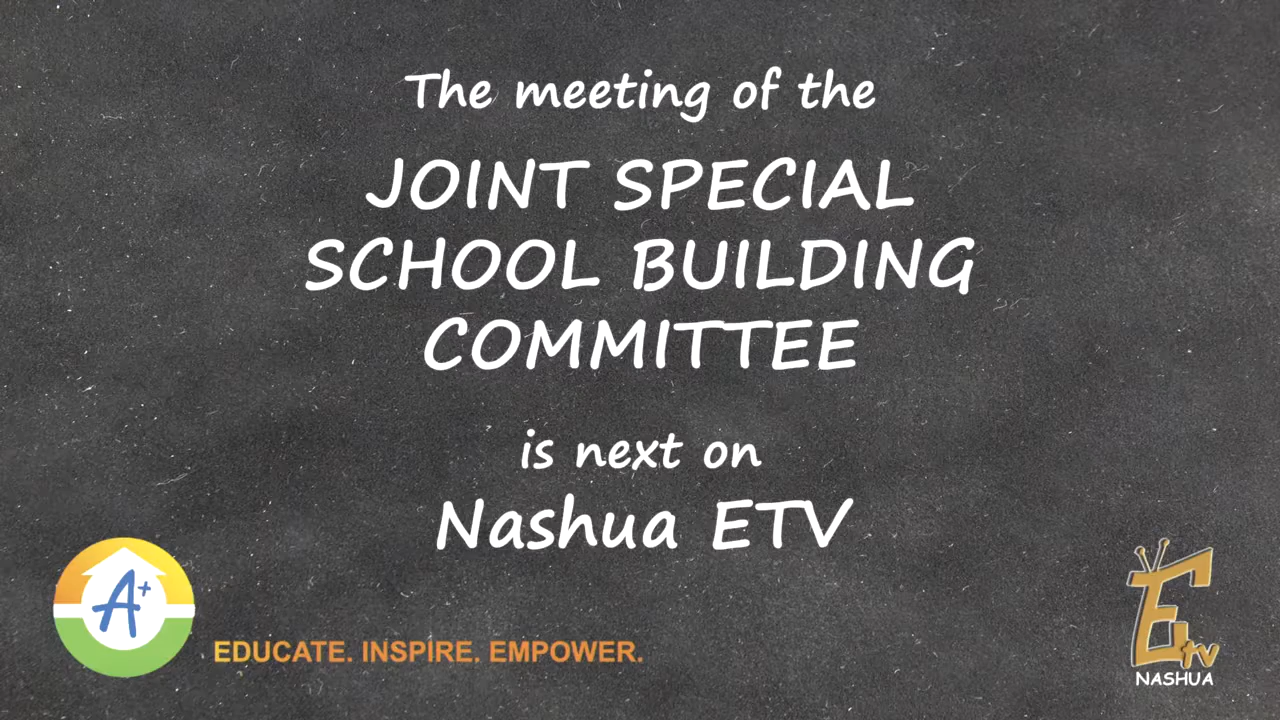 The meeting of the
JOINT SPECIAL
SCHOOL BUILDING
COMMITTEE
is next on
Nashua ETV
A+
EDUCATE. INSPIRE. EMPOWER.
Etv
NASHUA